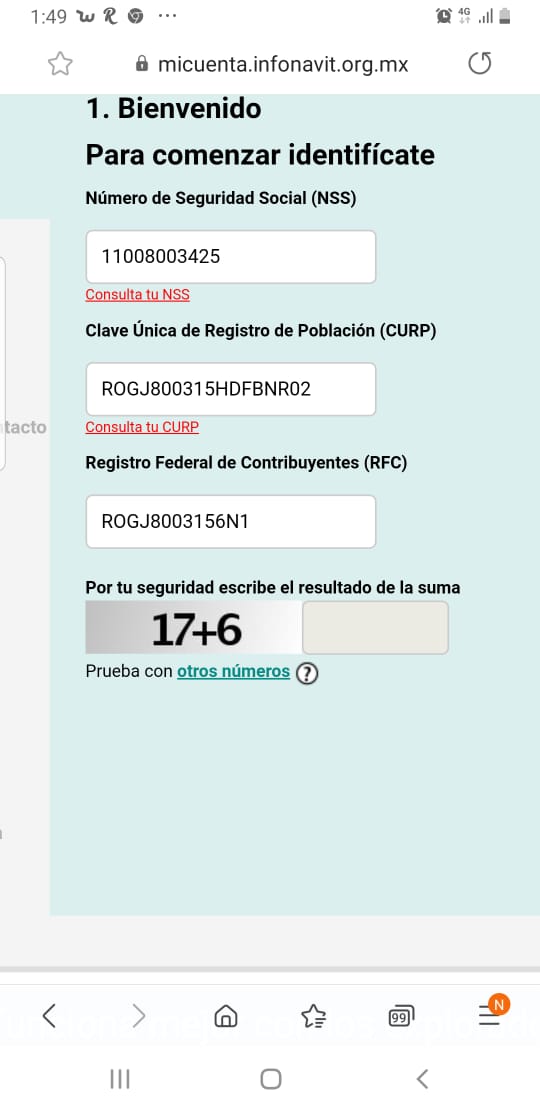 1:49
4G
micuenta.infonavit.org.mx
1. Bienvenido
Para comenzar identifícate
Número de Seguridad Social (NSS)
11008003425
Consulta tu NSS
Clave Única de Registro de Población (CURP)
ROGJ800315HDFBNR02
tacto
Consulta tu CURP
Registro Federal de Contribuyentes (RFC)
ROGJ8003156N1
Por tu seguridad escribe el resultado de la suma
17+6
Prueba con otros números ?
99
N